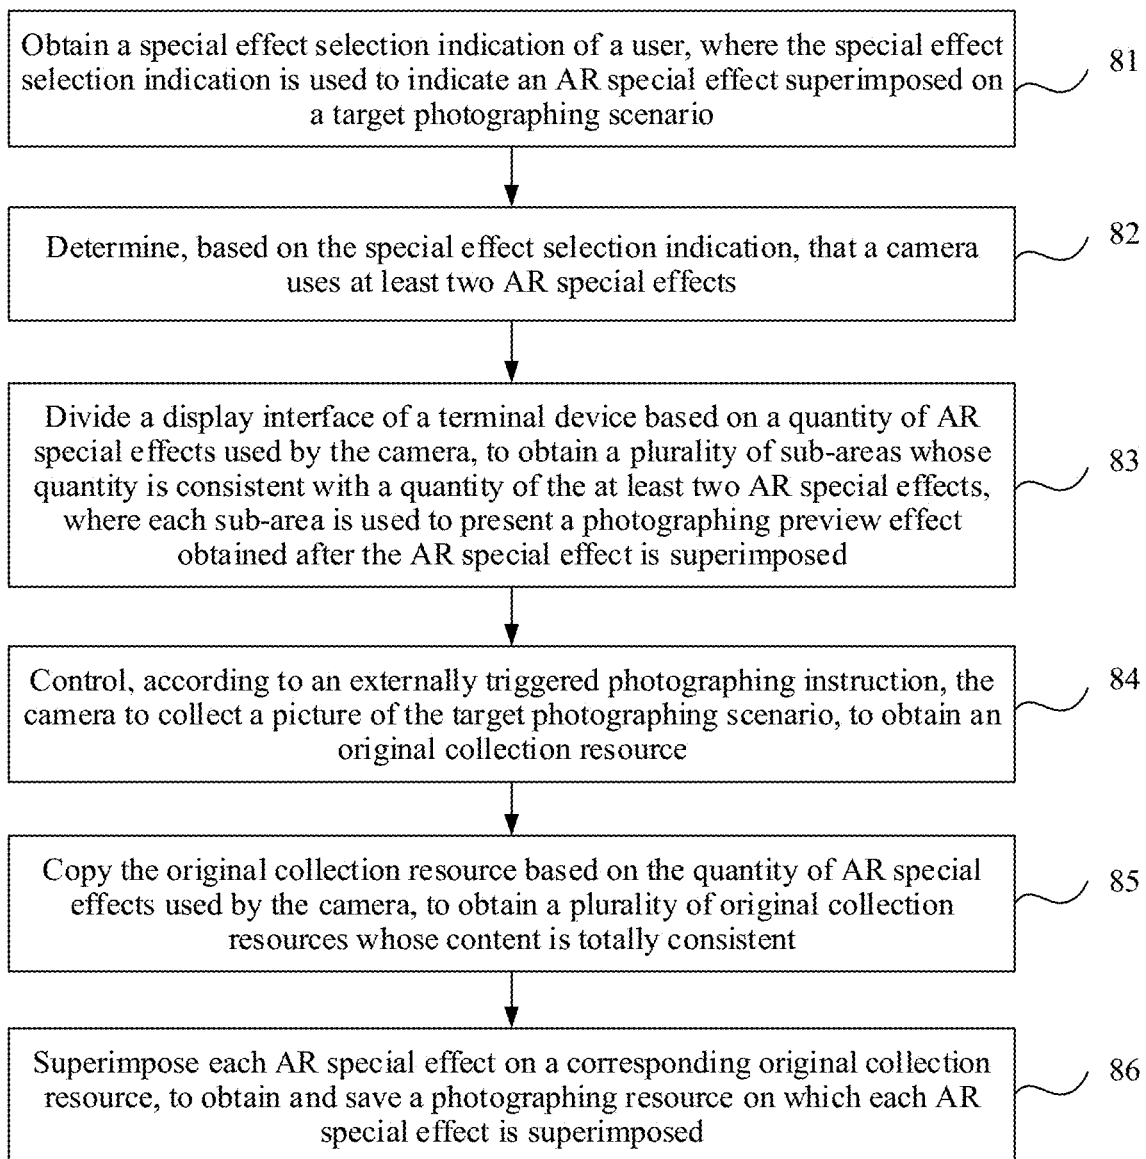 Obtain a special effect selection indication of a user, where the special effect
selection indication is used to indicate an AR special effect superimposed on
a target photographing scenario
81
Determine, based on the special effect selection indication, that a camera
uses at least two AR special effects
82
Divide a display interface of a terminal device based on a quantity of AR
special effects used by the camera, to obtain a plurality of sub-areas whose
quantity is consistent with a quantity of the at least two AR special effects,
where each sub-area is used to present a photographing preview effect
obtained after the AR special effect is superimposed
83
Control, according to an externally triggered photographing instruction, the
camera to collect a picture of the target photographing scenario, to obtain an
original collection resource
84
Copy the original collection resource based on the quantity of AR special
effects used by the camera, to obtain a plurality of original collection
resources whose content is totally consistent
85
Superimpose each AR special effect on a corresponding original collection
resource, to obtain and save a photographing resource on which each AR
special effect is superimposed
86